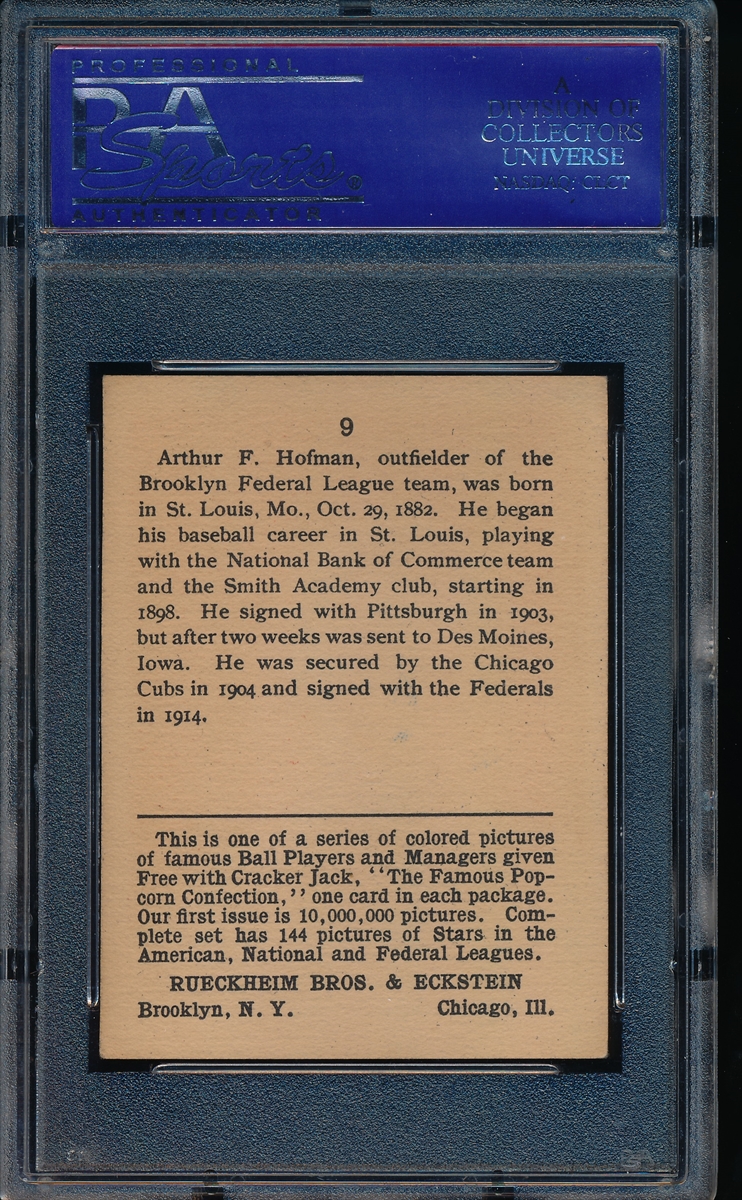 PROFESSIONAL
PSA
Sports®
AUTHENTICATOR
A
DIVISION OF
COLLECTORS
UNIVERSE
NASDAQ: CLCT
9
Arthur F. Hofman, outfielder of the
Brooklyn Federal League team, was born
in St. Louis, Mo., Oct. 29, 1882. He began
his baseball career in St. Louis, playing
with the National Bank of Commerce team
and the Smith Academy club, starting in
1898. He signed with Pittsburgh in 1903,
but after two weeks was sent to Des Moines,
Iowa. He was secured by the Chicago
Cubs in 1904 and signed with the Federals
in 1914.
This is one of a series of colored pictures
of famous Ball Players and Managers given
Free with Cracker Jack, “The Famous Pop-
corn Confection,” one card in each package.
Our first issue is 10,000,000 pictures. Com-
plete set has 144 pictures of Stars in the
American, National and Federal Leagues.
RUECKHEIM BROS. & ECKSTEIN
Brooklyn, N. Y. Chicago, Ill.